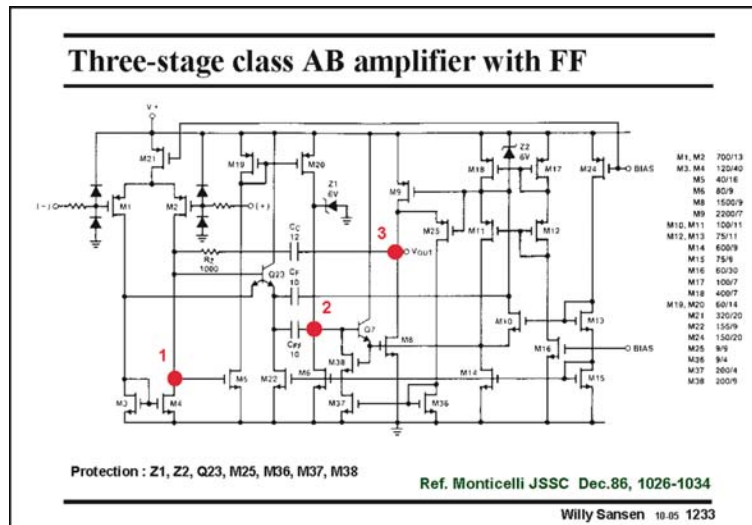 Three-stage class AB amplifier with FF
V+
M21
M19
M20
Z2
6V
M18
M17
M24
BIAS
Z1
6V
M9
(-)
M1
M2
(+)
M25
M11
M12
CC
12
3
VOUT
RZ
1000
CF
10
Q23
2
CFF
10
Q7
M10
M13
M8
M16
BIAS
1
M38
M3
M4
M5
M22
M6
M14
M15
M37
M36
M1, M2 700/13
M3, M4 120/40
M5 40/16
M6 80/9
M8 1500/9
M9 2200/7
M10, M11 100/11
M12, M13 75/11
M14 600/9
M15 75/9
M16 60/30
M17 100/7
M18 400/7
M19, M20 60/14
M21 320/20
M22 155/9
M24 150/20
M25 9/6
M36 9/4
M37 200/4
M38 200/9
Protection : Z1, Z2, Q23, M25, M36, M37, M38
Ref. Monticelli JSSC Dec.86, 1026-1034
Willy Sansen 10-05 1233